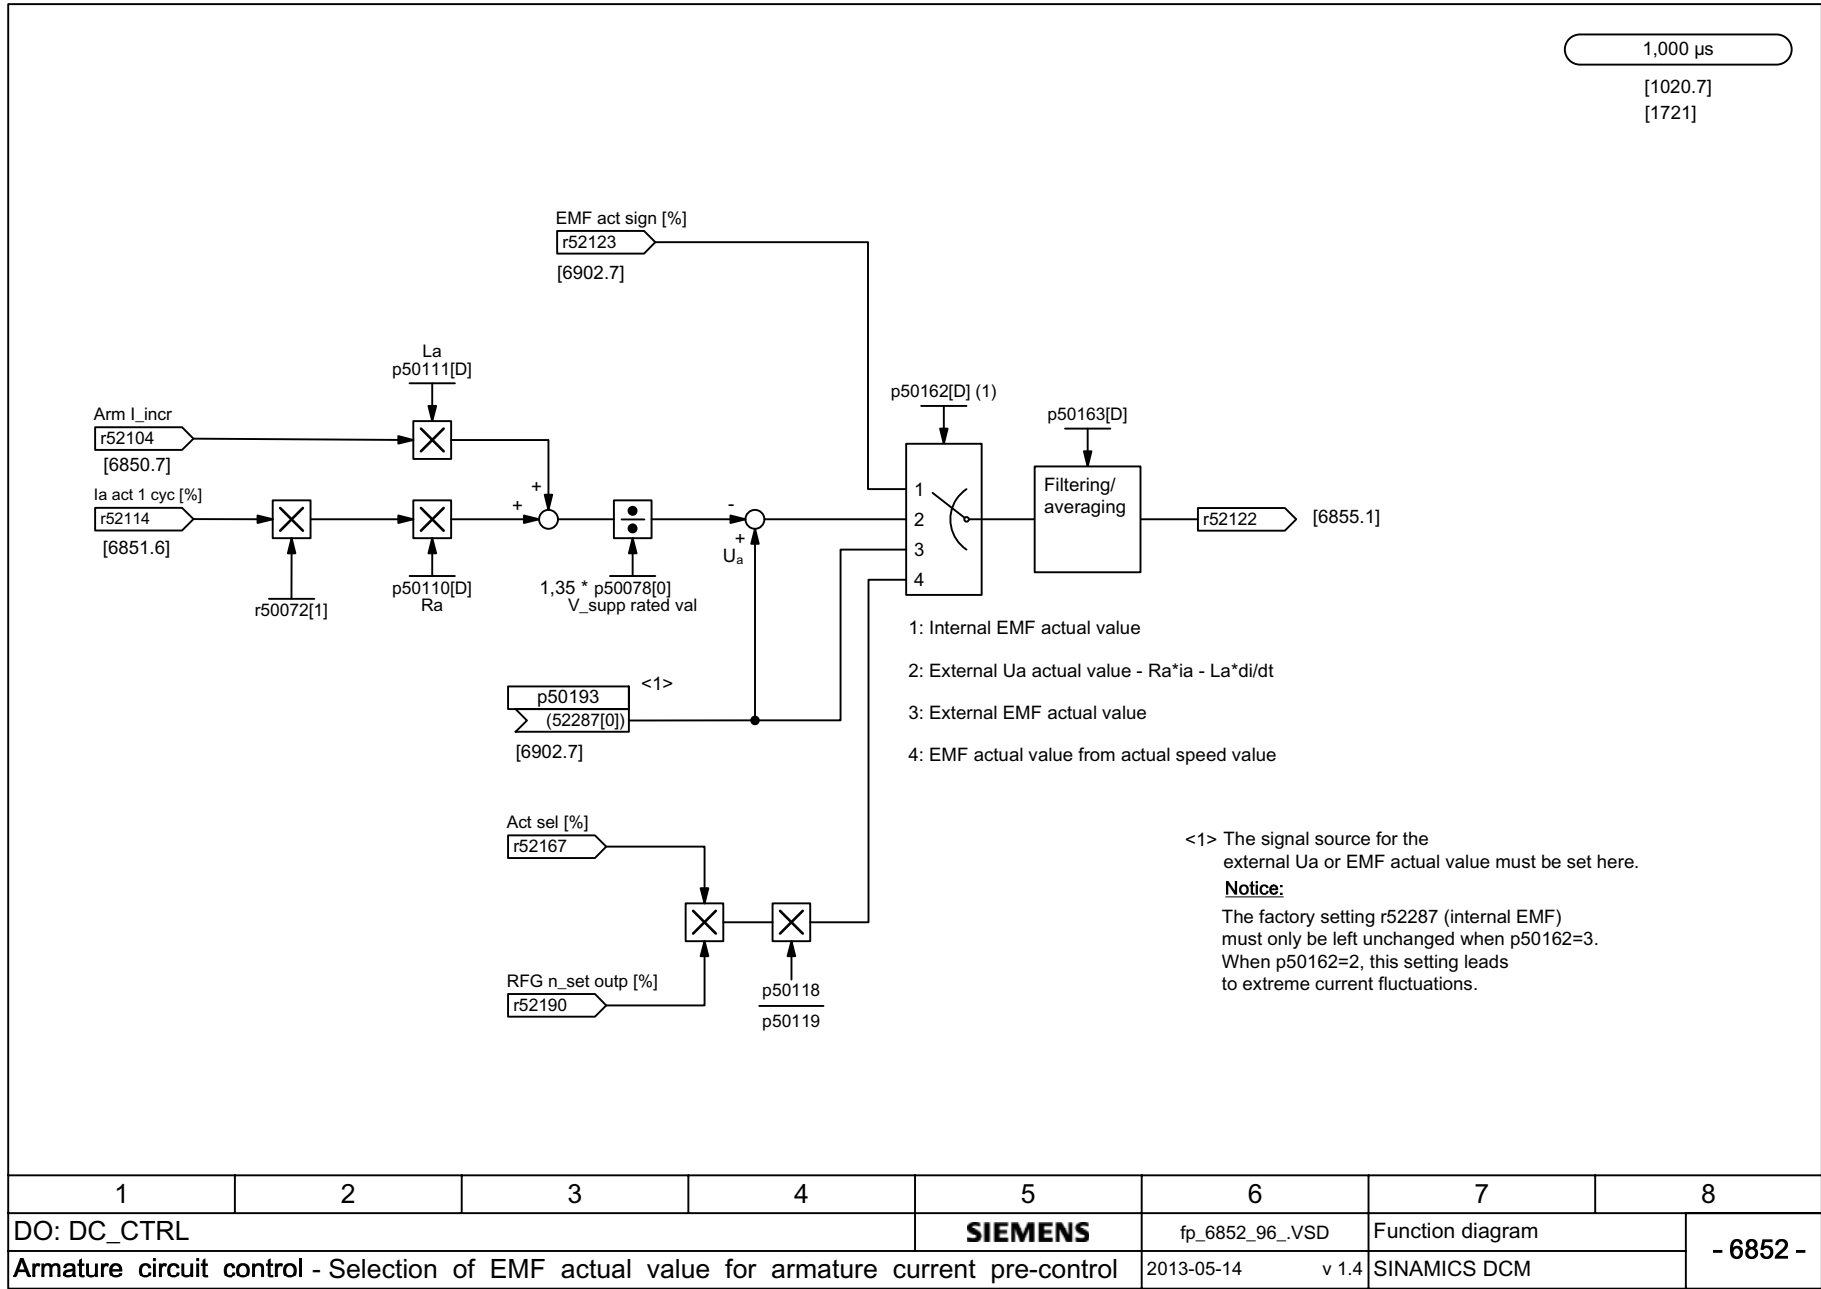 1,000 µs
[1020.7]
[1721]
EMF act sign [%]
r52123
[6902.7]
La
p50111[D]
Arm I_incr
r52104
[6850.7]
Ia act 1 cyc [%]
r52114
[6851.6]
r50072[1]
p50110[D]
Ra
+
+
1,35 * p50078[0]
V_supp rated val
-
+
Ua
p50162[D] (1)
1
2
3
4
p50163[D]
Filtering/
averaging
r52122
[6855.1]
1: Internal EMF actual value
2: External Ua actual value - Ra*ia - La*di/dt
3: External EMF actual value
4: EMF actual value from actual speed value
p50193
<1>
(52287[0])
[6902.7]
Act sel [%]
r52167
RFG n_set outp [%]
r52190
p50118
p50119
<1> The signal source for the
external Ua or EMF actual value must be set here.
Notice:
The factory setting r52287 (internal EMF)
must only be left unchanged when p50162=3.
When p50162=2, this setting leads
to extreme current fluctuations.
1 2 3 4 5 6 7 8
DO: DC_CTRL
SIEMENS
fp_6852_96_.VSD
Function diagram
- 6852 -
Armature circuit control - Selection of EMF actual value for armature current pre-control
2013-05-14 v 1.4
SINAMICS DCM